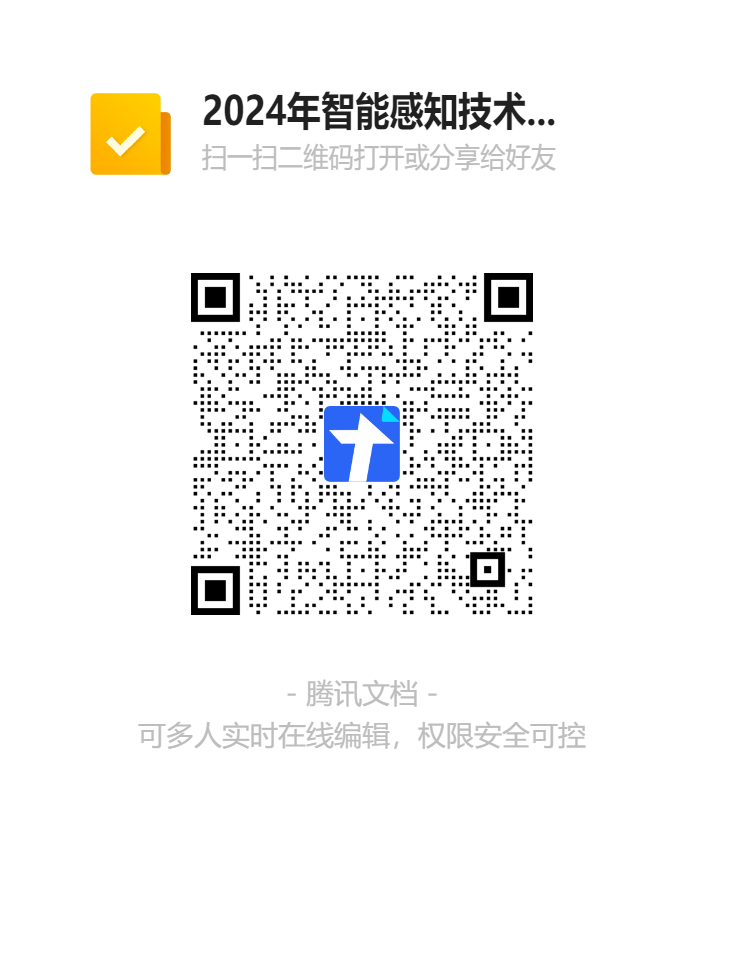 2024年智能感知技术...
扫一扫二维码打开或分享给好友
- 腾讯文档 -
可多人实时在线编辑，权限安全可控